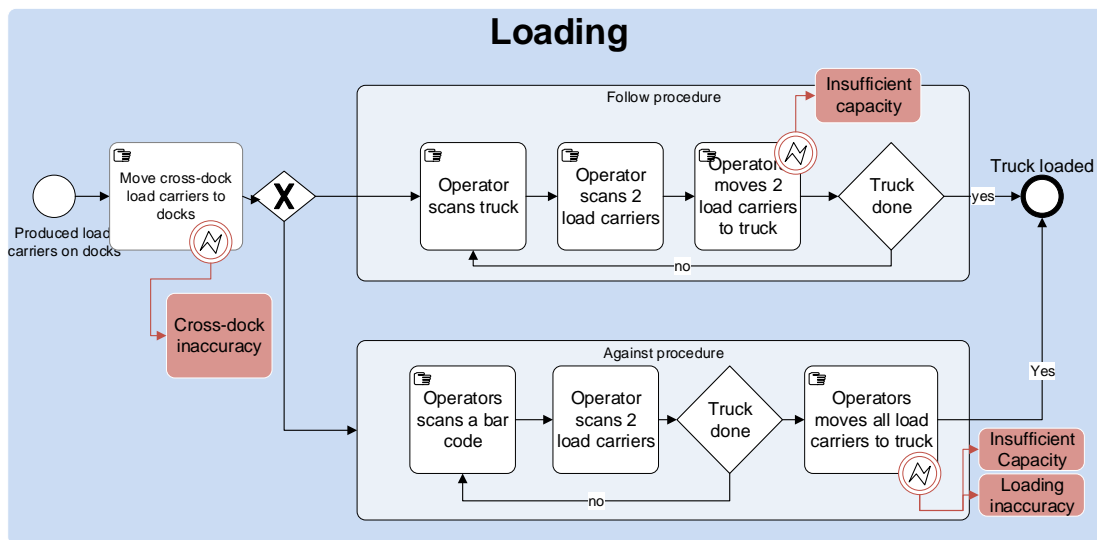 Loading
Follow procedure
Insufficient
capacity
Move cross-dock
load carriers to
docks
X
Operator
scans truck
Operator
scans 2
load carriers
Operators
moves 2
load carriers
to truck
Truck
done
yes
Truck loaded
Produced load
carriers on docks
no
Cross-dock
inaccuracy
Against procedure
Operators
scans a bar
code
Operator
scans 2
load carriers
Truck
done
Operators
moves all load
carriers to truck
Yes
no
Insufficient
Capacity
Loading
inaccuracy